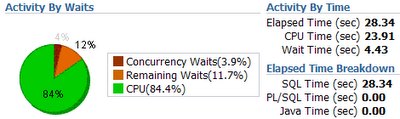 Activity By Waits
4%
12%
84%
Concurrency Waits(3.9%)
Remaining Waits(11.7%)
CPU(84.4%)
Activity By Time
Elapsed Time (sec) 28.34
CPU Time (sec) 23.91
Wait Time (sec) 4.43
Elapsed Time Breakdown
SQL Time (sec) 28.34
PL/SQL Time (sec) 0.00
Java Time (sec) 0.00